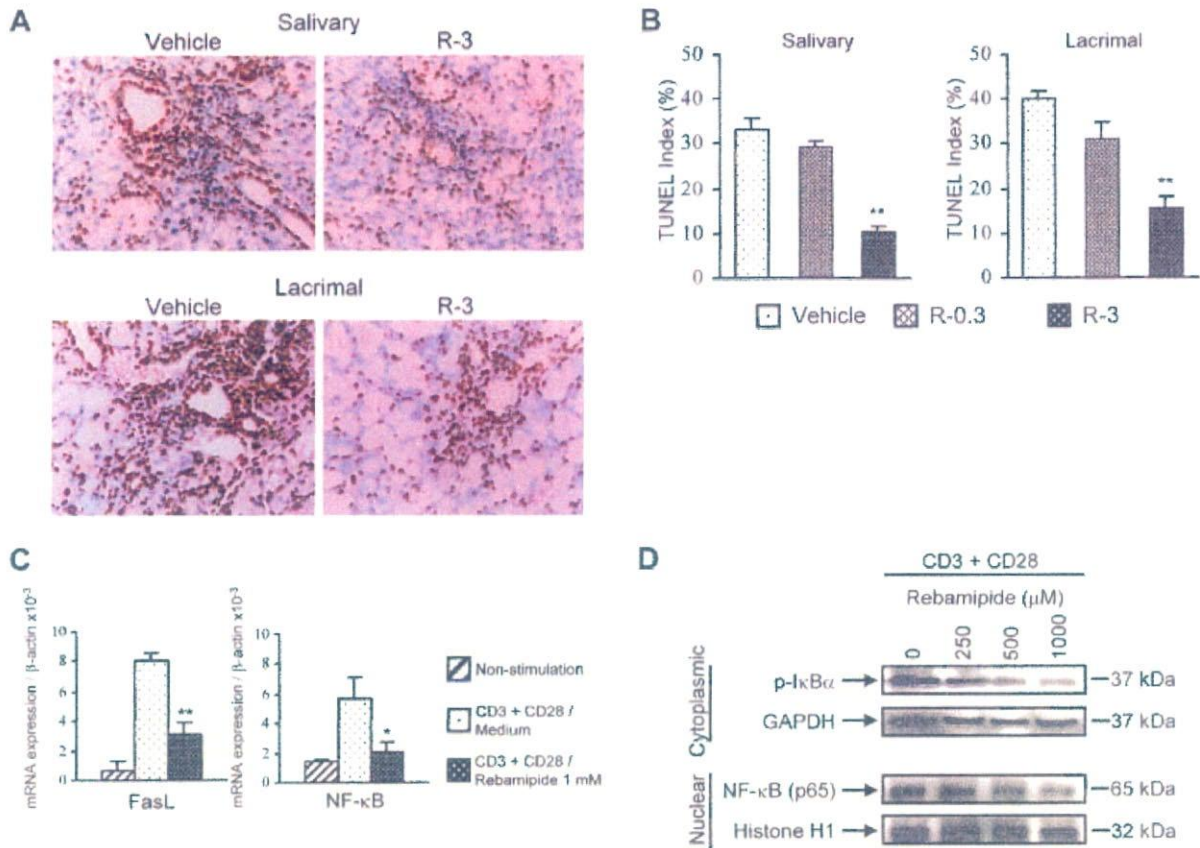 A
Salivary
Vehicle
R-3
Lacrimal
Vehicle
R-3
B
Salivary
TUNEL Index (%)
50
40
30
20
10
0
**
Lacrimal
TUNEL Index (%)
50
40
30
20
10
0
**
Vehicle
R-0.3
R-3
C
mRNA expression / β-actin x10-3
10
8
6
4
2
0
**
FasL
mRNA expression / β-actin x10-3
10
8
6
4
2
0
*
NF-κB
Non-stimulation
CD3 + CD28 /
Medium
CD3 + CD28 /
Rebamipide 1 mM
D
CD3 + CD28
Rebamipide (μM)
0 250 500 1000
Cytoplasmic
p-IκBα
37 kDa
GAPDH
37 kDa
Nuclear
NF-κB (p65)
65 kDa
Histone H1
32 kDa